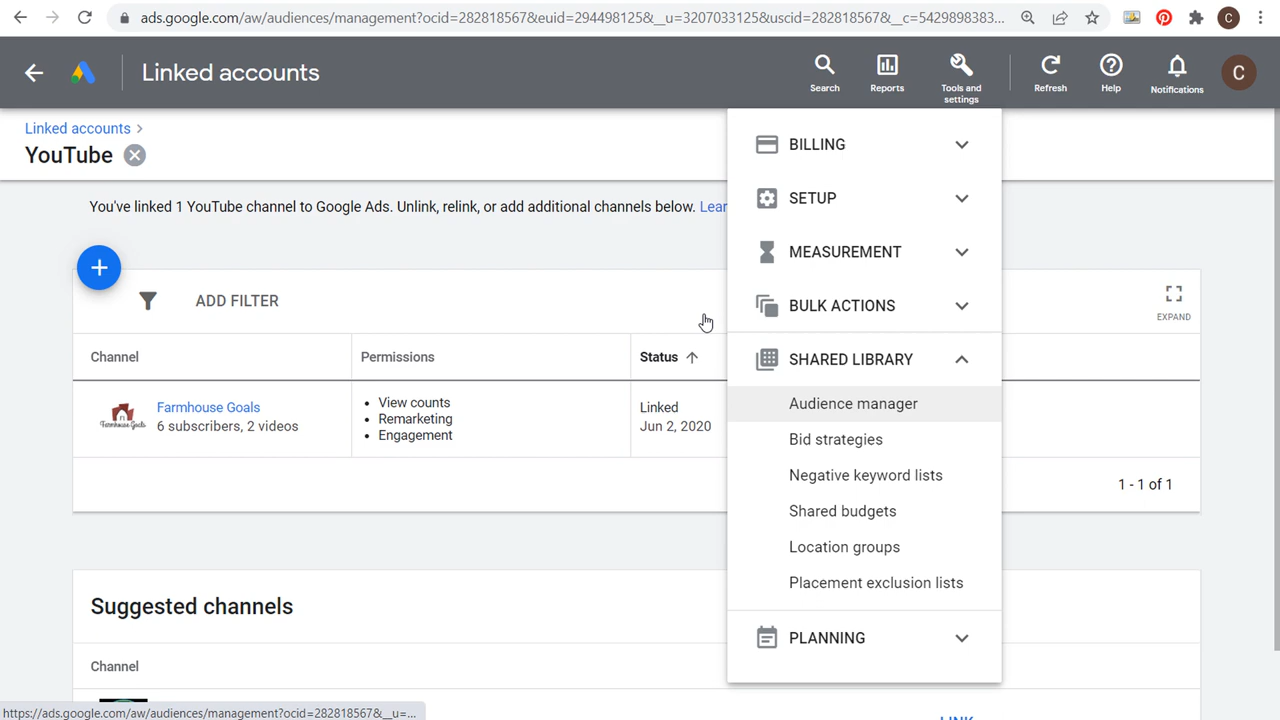 ads.google.com/aw/audiences/management?ocid=282818567&euid=294498125&__u=3207033125&uscid=282818567&__c=5429898383...
C
Linked accounts
Search
Reports
Tools and
settings
Refresh
Help
Notifications
C
Linked accounts
YouTube
You've linked 1 YouTube channel to Google Ads. Unlink, relink, or add additional channels below. Lear
BILLING
SETUP
MEASUREMENT
BULK ACTIONS
SHARED LIBRARY
Audience manager
Bid strategies
Negative keyword lists
Shared budgets
Location groups
Placement exclusion lists
PLANNING
ADD FILTER
EXPAND
Channel
Permissions
Status
Farmhouse Goals
Farmhouse Goals
6 subscribers, 2 videos
• View counts
• Remarketing
• Engagement
Linked
Jun 2, 2020
1 - 1 of 1
Suggested channels
Channel
LINK
https://ads.google.com/aw/audiences/management?ocid=282818567&__u=...